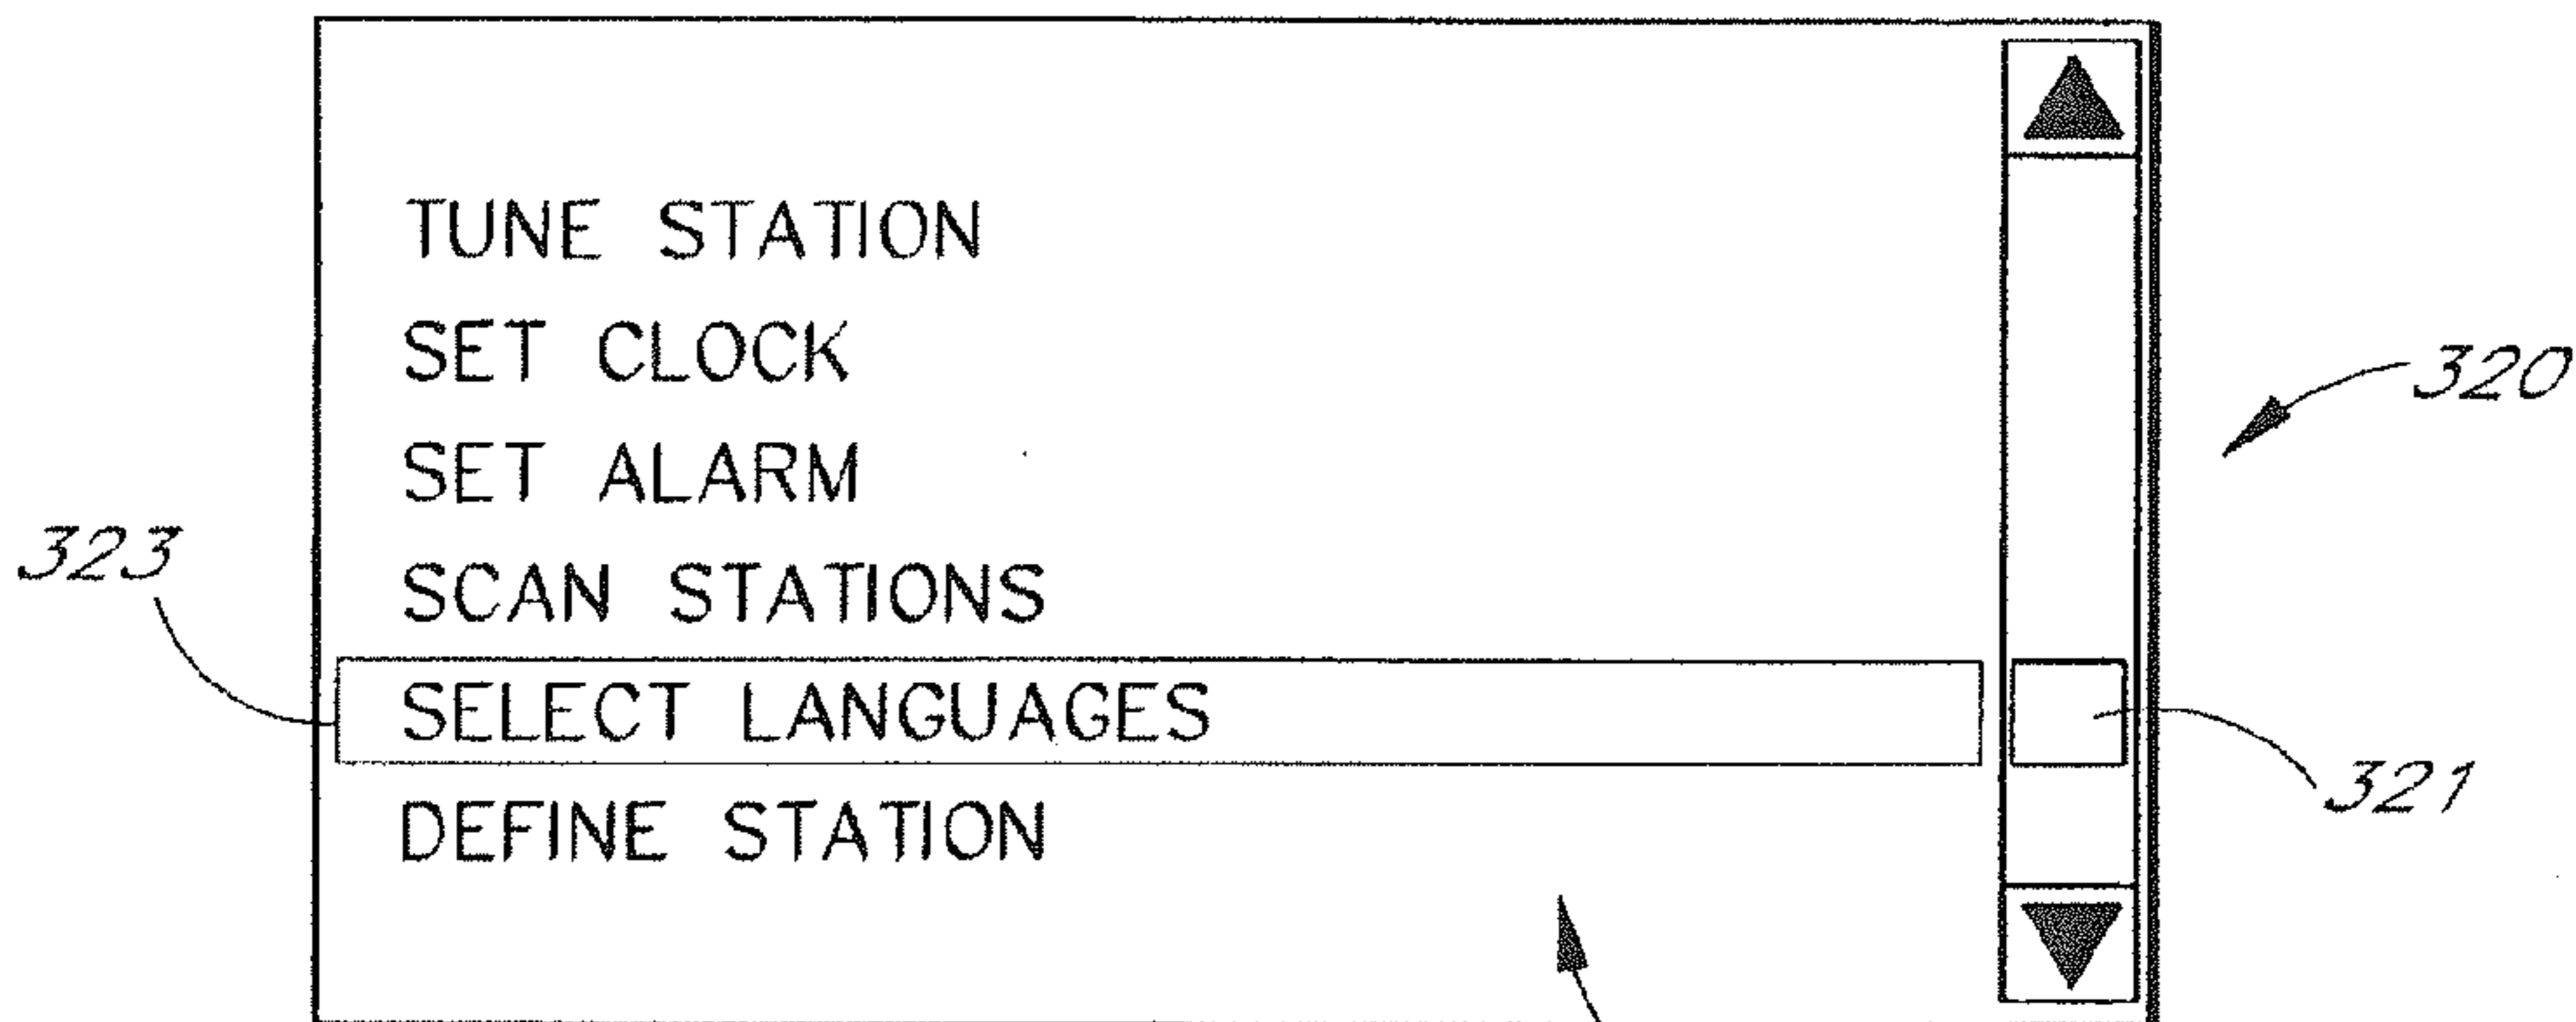 TUNE STATION
SET CLOCK
320
SET ALARM
323
SCAN STATIONS
SELECT LANGUAGES
321
DEFINE STATION